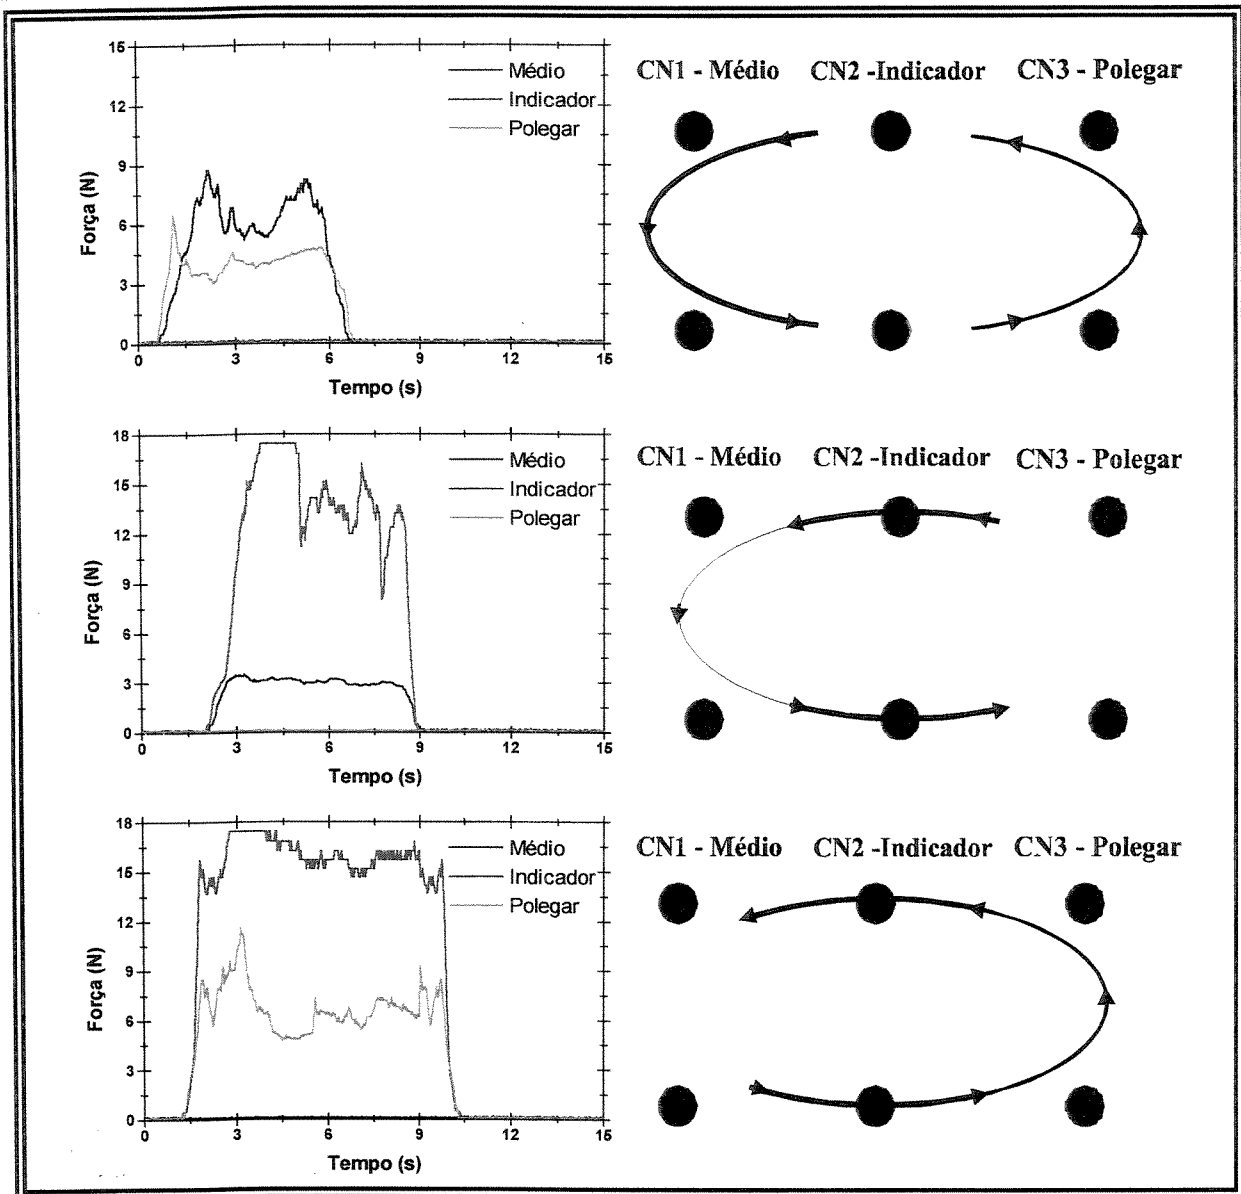 15
12
9
6
3
0
Força (N)
Médio
Indicador
Polegar
0 3 6 9 12 15
Tempo (s)
CN1 - Médio CN2 -Indicador CN3 - Polegar
18
15
12
9
6
3
0
Força (N)
Médio
Indicador
Polegar
0 3 6 9 12 15
Tempo (s)
CN1 - Médio CN2 -Indicador CN3 - Polegar
18
15
12
9
6
3
0
Força (N)
Médio
Indicador
Polegar
0 3 6 9 12 15
Tempo (s)
CN1 - Médio CN2 -Indicador CN3 - Polegar